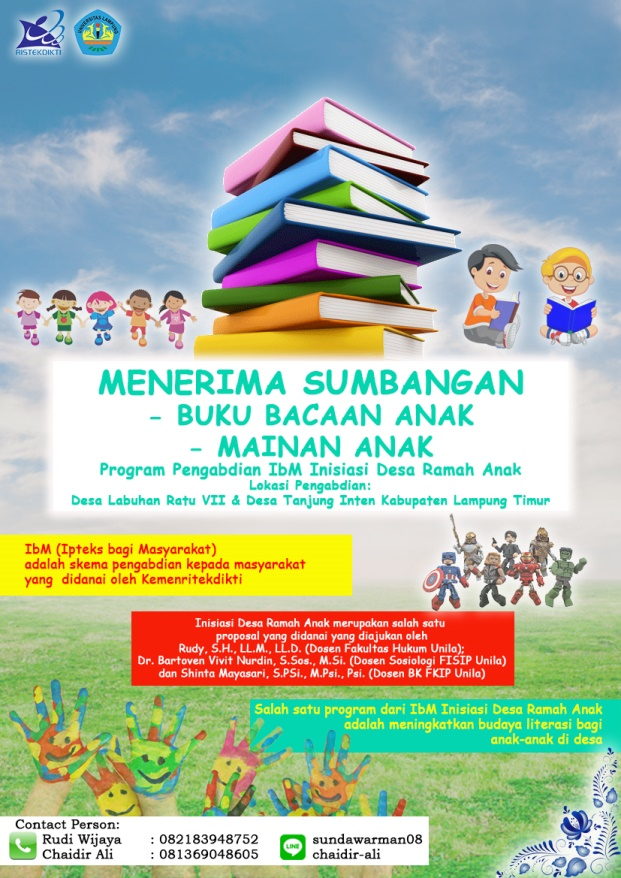 RISTEKDIKTI
UNIVERSITAS LAMPUNG
MENERIMA SUMBANGAN
- BUKU BACAAN ANAK
- MAINAN ANAK
Program Pengabdian IbM Inisiasi Desa Ramah Anak
Lokasi Pengabdian:
Desa Labuhan Ratu VII & Desa Tanjung Inten Kabupaten Lampung Timur
IbM (Ipteks bagi Masyarakat)
adalah skema pengabdian kepada masyarakat
yang didanai oleh Kemenritekdikti
Inisiasi Desa Ramah Anak merupakan salah satu
proposal yang didanai yang diajukan oleh
Rudy, S.H., LL.M., LL.D. (Dosen Fakultas Hukum Unila);
Dr. Bartoven Vivit Nurdin, S.Sos., M.Si. (Dosen Sosiologi FISIP Unila)
dan Shinta Mayasari, S.PSi., M.Psi., Psi. (Dosen BK FKIP Unila)
Salah satu program dari IbM Inisiasi Desa Ramah Anak
adalah meningkatkan budaya literasi bagi
anak-anak di desa
Contact Person:
Rudi Wijaya : 082183948752
Chaidir Ali : 081369048605
LINE
sundawarman08
chaidir-ali